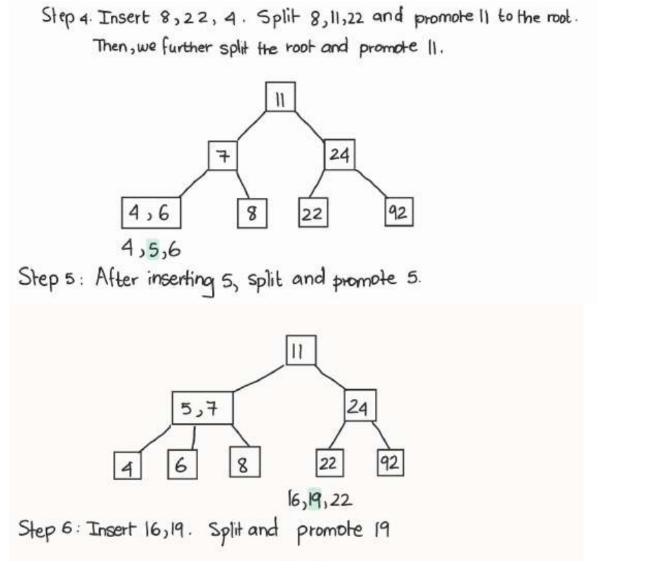 Step 4. Insert 8,22, 4. Split 8,11,22 and promote 11 to the root.
Then, we further split the root and promote 11.
11
7 24
4,6 8 22 92
4,5,6
Step 5: After inserting 5, split and promote 5.
11
5,7 24
4 6 8 22 92
16,19,22
Step 6: Insert 16,19. Split and promote 19